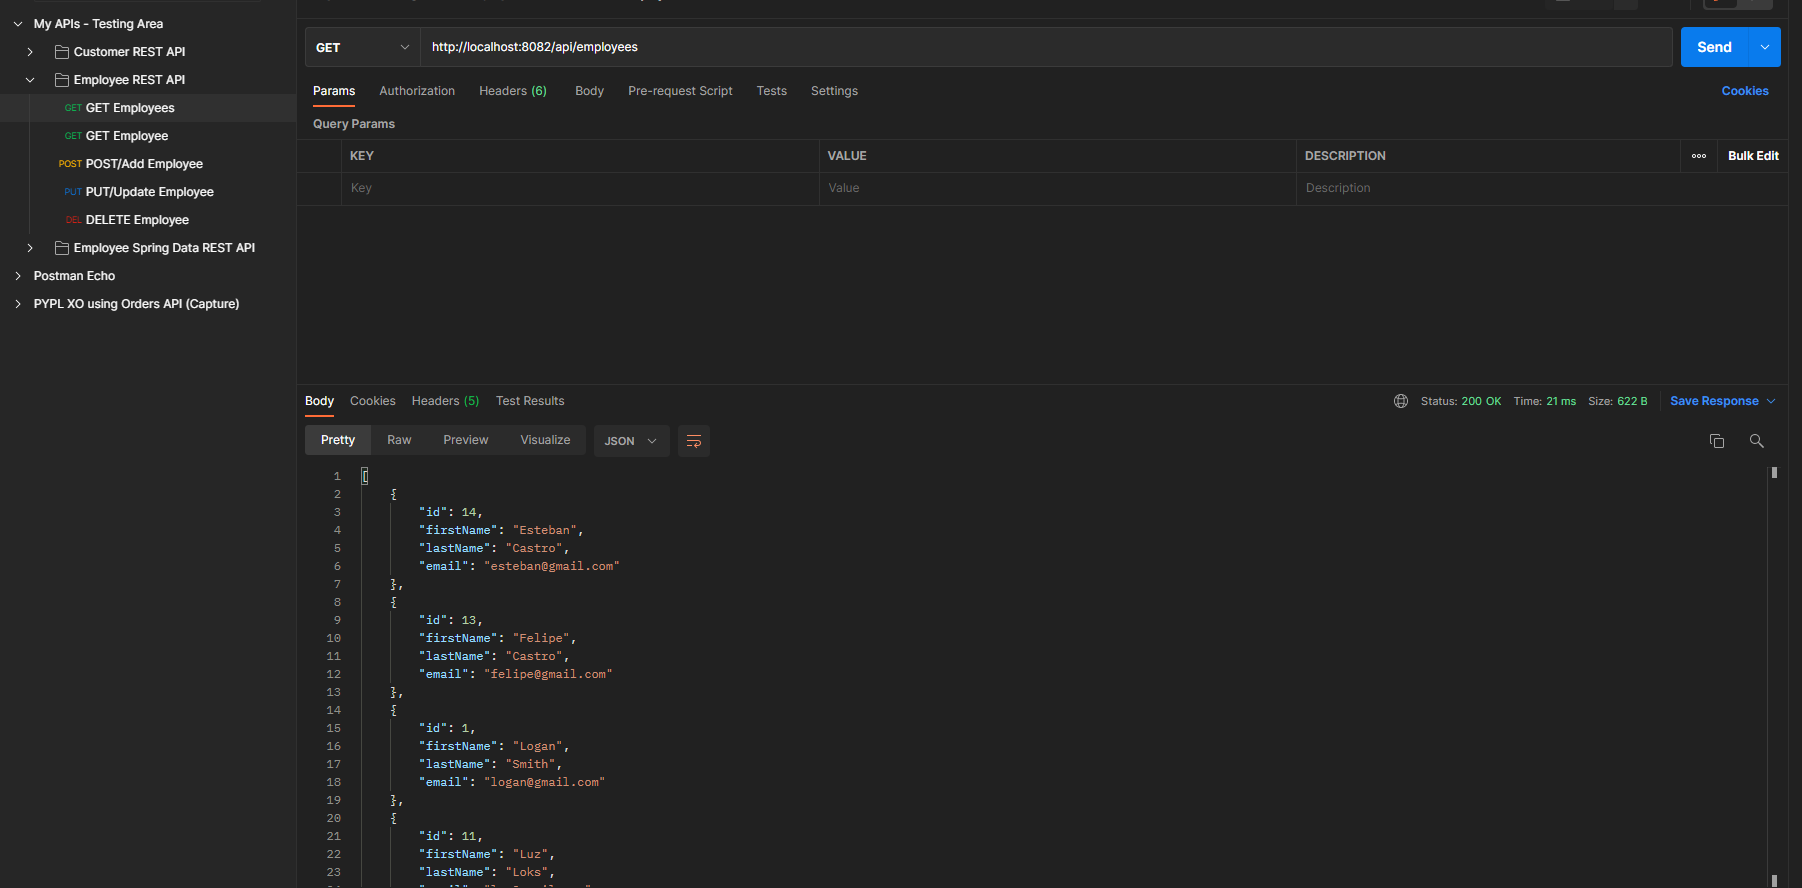 My APIs - Testing Area
Customer REST API
Employee REST API
GET GET Employees
GET GET Employee
POST POST/Add Employee
PUT PUT/Update Employee
DEL DELETE Employee
Employee Spring Data REST API
Postman Echo
PYPL XO using Orders API (Capture)
GET http://localhost:8082/api/employees Send
Params Authorization Headers (6) Body Pre-request Script Tests Settings Cookies
Query Params
KEY VALUE DESCRIPTION ooo Bulk Edit
Key Value Description
Body Cookies Headers (5) Test Results Status: 200 OK Time: 21 ms Size: 622 B Save Response
Pretty Raw Preview Visualize JSON
1 [
2 {
3 "id": 14,
4 "firstName": "Esteban",
5 "lastName": "Castro",
6 "email": "esteban@gmail.com"
7 },
8 {
9 "id": 13,
10 "firstName": "Felipe",
11 "lastName": "Castro",
12 "email": "felipe@gmail.com"
13 },
14 {
15 "id": 1,
16 "firstName": "Logan",
17 "lastName": "Smith",
18 "email": "logan@gmail.com"
19 },
20 {
21 "id": 11,
22 "firstName": "Luz",
23 "lastName": "Loks",